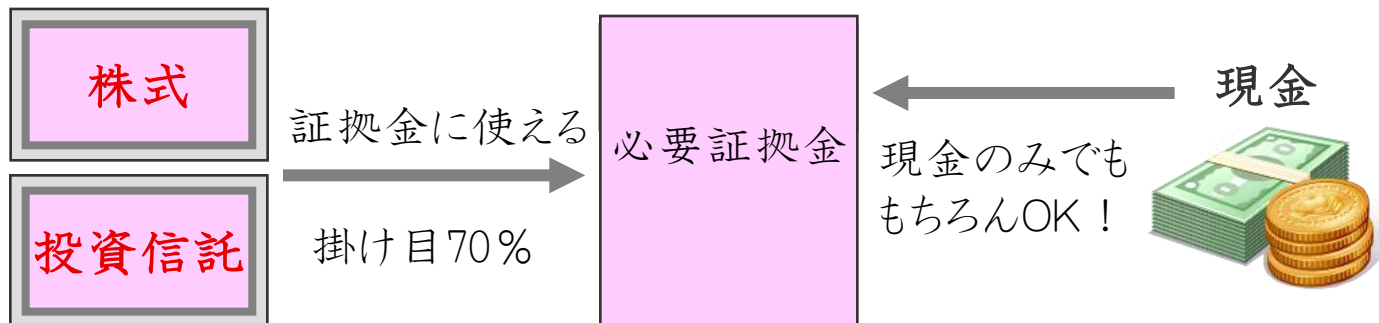 株式
投資信託
証拠金に使える
掛け目70％
必要証拠金
現金
現金のみでも
もちろんOK！